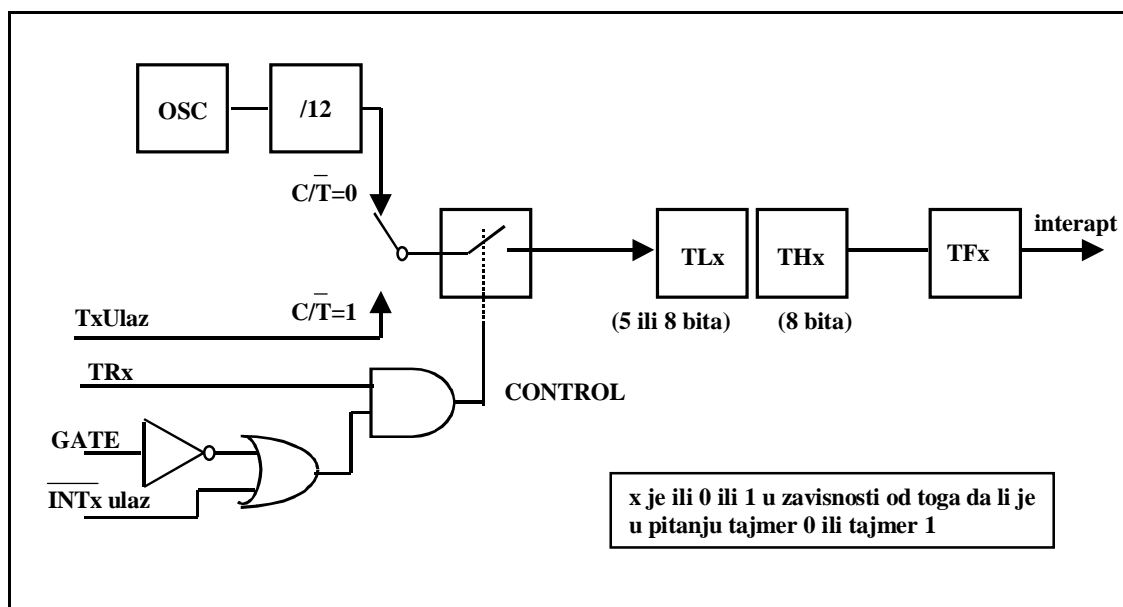 OSC
/12
C/T̅=0
interapt
TLx
THx
TFx
C/T̅=1
TxUlaz
(5 ili 8 bita)
(8 bita)
TRx
CONTROL
GATE
I̅N̅T̅x̅ ulaz
x je ili 0 ili 1 u zavisnosti od toga da li je
u pitanju tajmer 0 ili tajmer 1